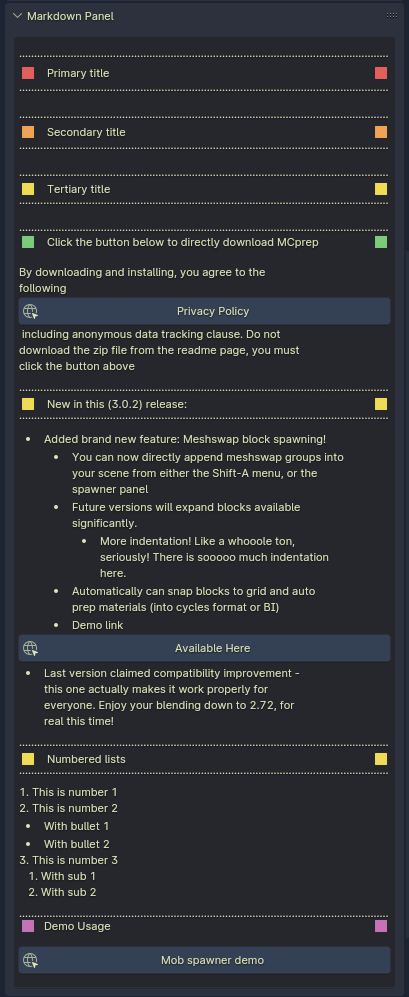 Markdown Panel
Primary title
Secondary title
Tertiary title
Click the button below to directly download MCprep
By downloading and installing, you agree to the
following
Privacy Policy
including anonymous data tracking clause. Do not
download the zip file from the readme page, you must
click the button above
New in this (3.0.2) release:
• Added brand new feature: Meshswap block spawning!
• You can now directly append meshswap groups into
your scene from either the Shift-A menu, or the
spawner panel
• Future versions will expand blocks available
significantly.
• More indentation! Like a whooole ton,
seriously! There is sooooo much indentation
here.
• Automatically can snap blocks to grid and auto
prep materials (into cycles format or BI)
• Demo link
Available Here
• Last version claimed compatibility improvement -
this one actually makes it work properly for
everyone. Enjoy your blending down to 2.72, for
real this time!
Numbered lists
1. This is number 1
2. This is number 2
• With bullet 1
• With bullet 2
3. This is number 3
1. With sub 1
2. With sub 2
Demo Usage
Mob spawner demo